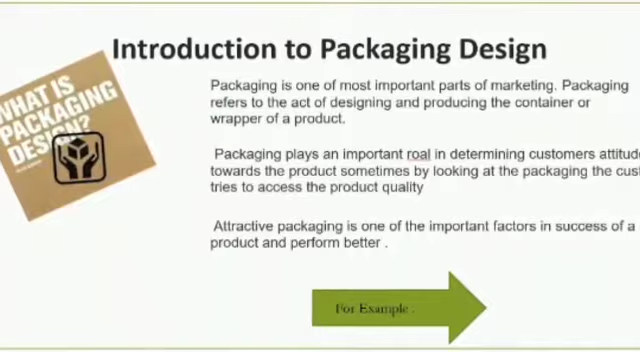 Introduction to Packaging Design
WHAT IS
PACKAGING
DESIGN?
Packaging is one of most important parts of marketing. Packaging
refers to the act of designing and producing the container or
wrapper of a product.
Packaging plays an important roal in determining customers attitud
towards the product sometimes by looking at the packaging the cus
tries to access the product quality
Attractive packaging is one of the important factors in success of a
product and perform better .
For Example .